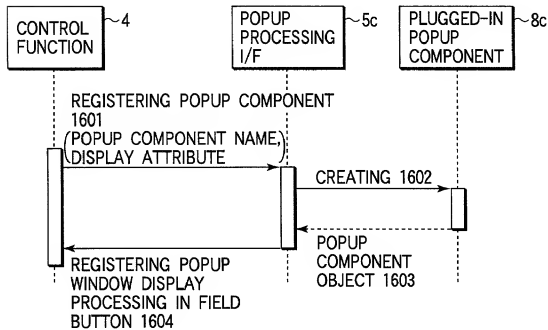 CONTROL
FUNCTION
4
POPUP
PROCESSING
I/F
5c
PLUGGED-IN
POPUP
COMPONENT
8c
REGISTERING POPUP COMPONENT
1601
(POPUP COMPONENT NAME,
DISPLAY ATTRIBUTE)
CREATING 1602
POPUP
COMPONENT
OBJECT 1603
REGISTERING POPUP
WINDOW DISPLAY
PROCESSING IN FIELD
BUTTON 1604